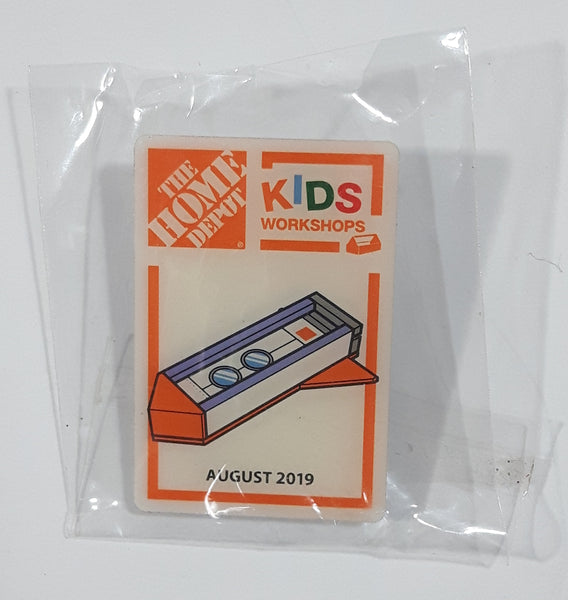 THE
HOME
DEPOT
®
KIDS
WORKSHOPS
AUGUST 2019